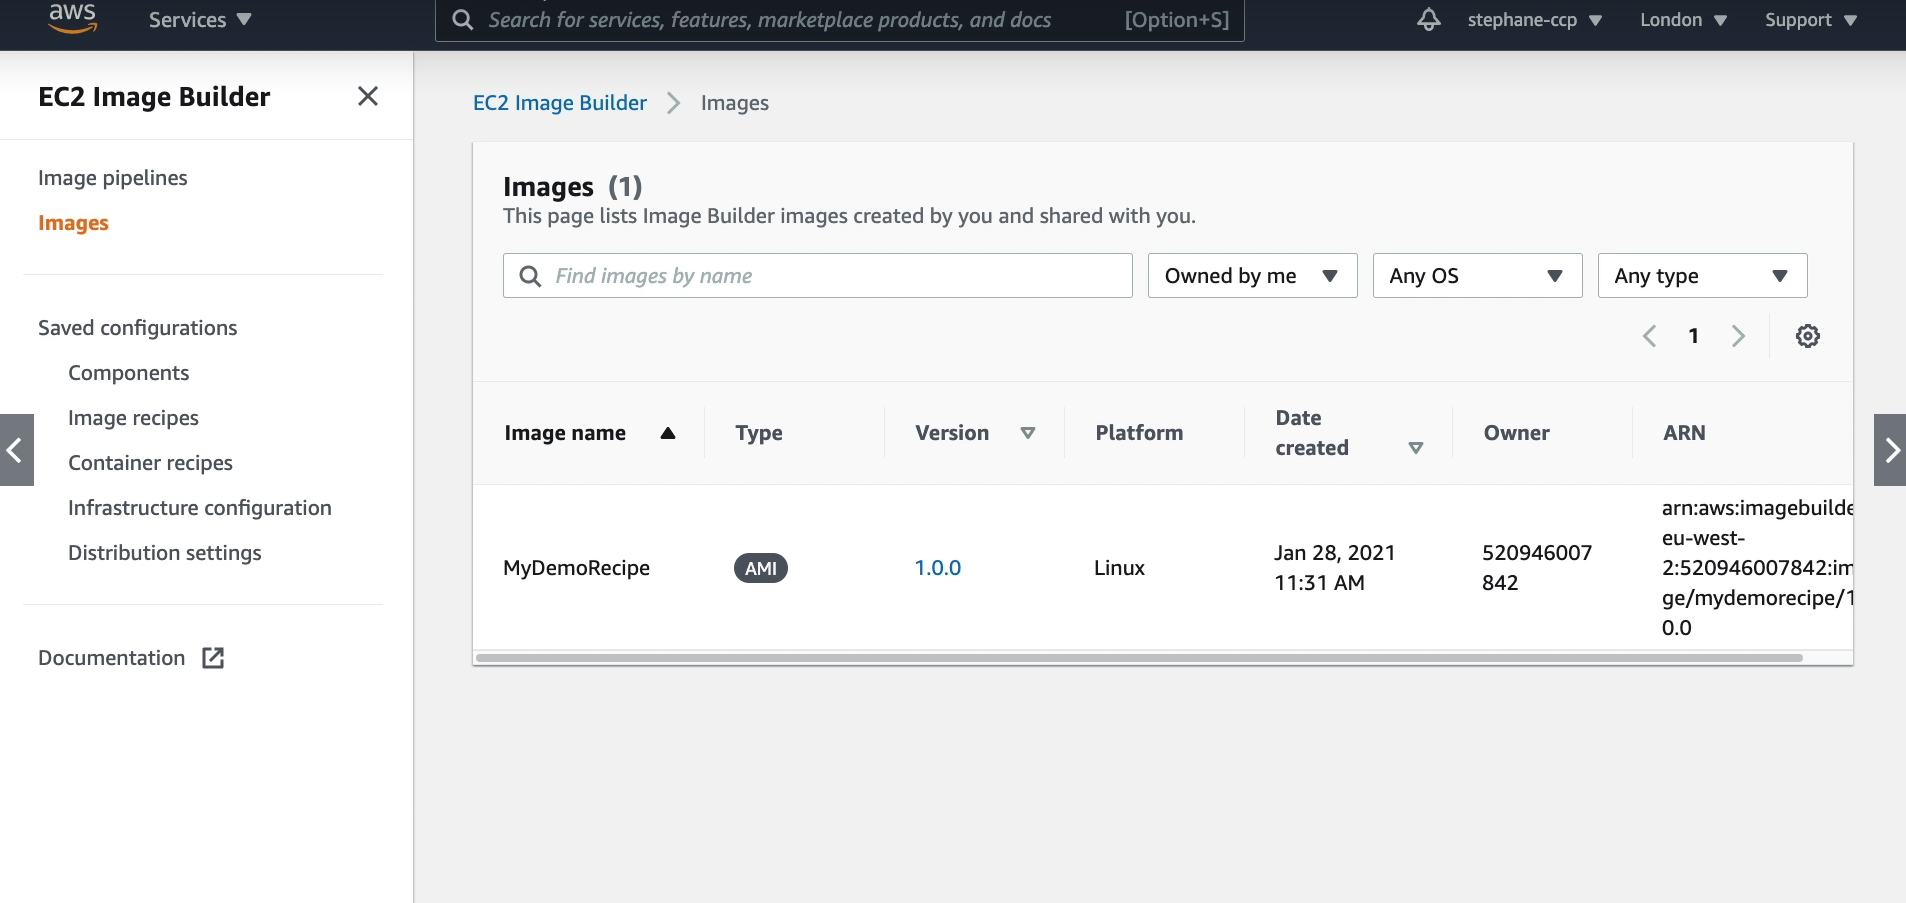 aws
Services
Search for services, features, marketplace products, and docs
[Option+S]
stephane-ccp
London
Support
EC2 Image Builder
Image pipelines
Images
Saved configurations
Components
Image recipes
Container recipes
Infrastructure configuration
Distribution settings
Documentation
EC2 Image Builder
Images
Images (1)
This page lists Image Builder images created by you and shared with you.
Find images by name
Owned by me
Any OS
Any type
1
Image name
Type
Version
Platform
Date
created
Owner
ARN
MyDemoRecipe
AMI
1.0.0
Linux
Jan 28, 2021
11:31 AM
520946007
842
arn:aws:imagebuilde
eu-west-
2:520946007842:im
ge/mydemorecipe/1
0.0